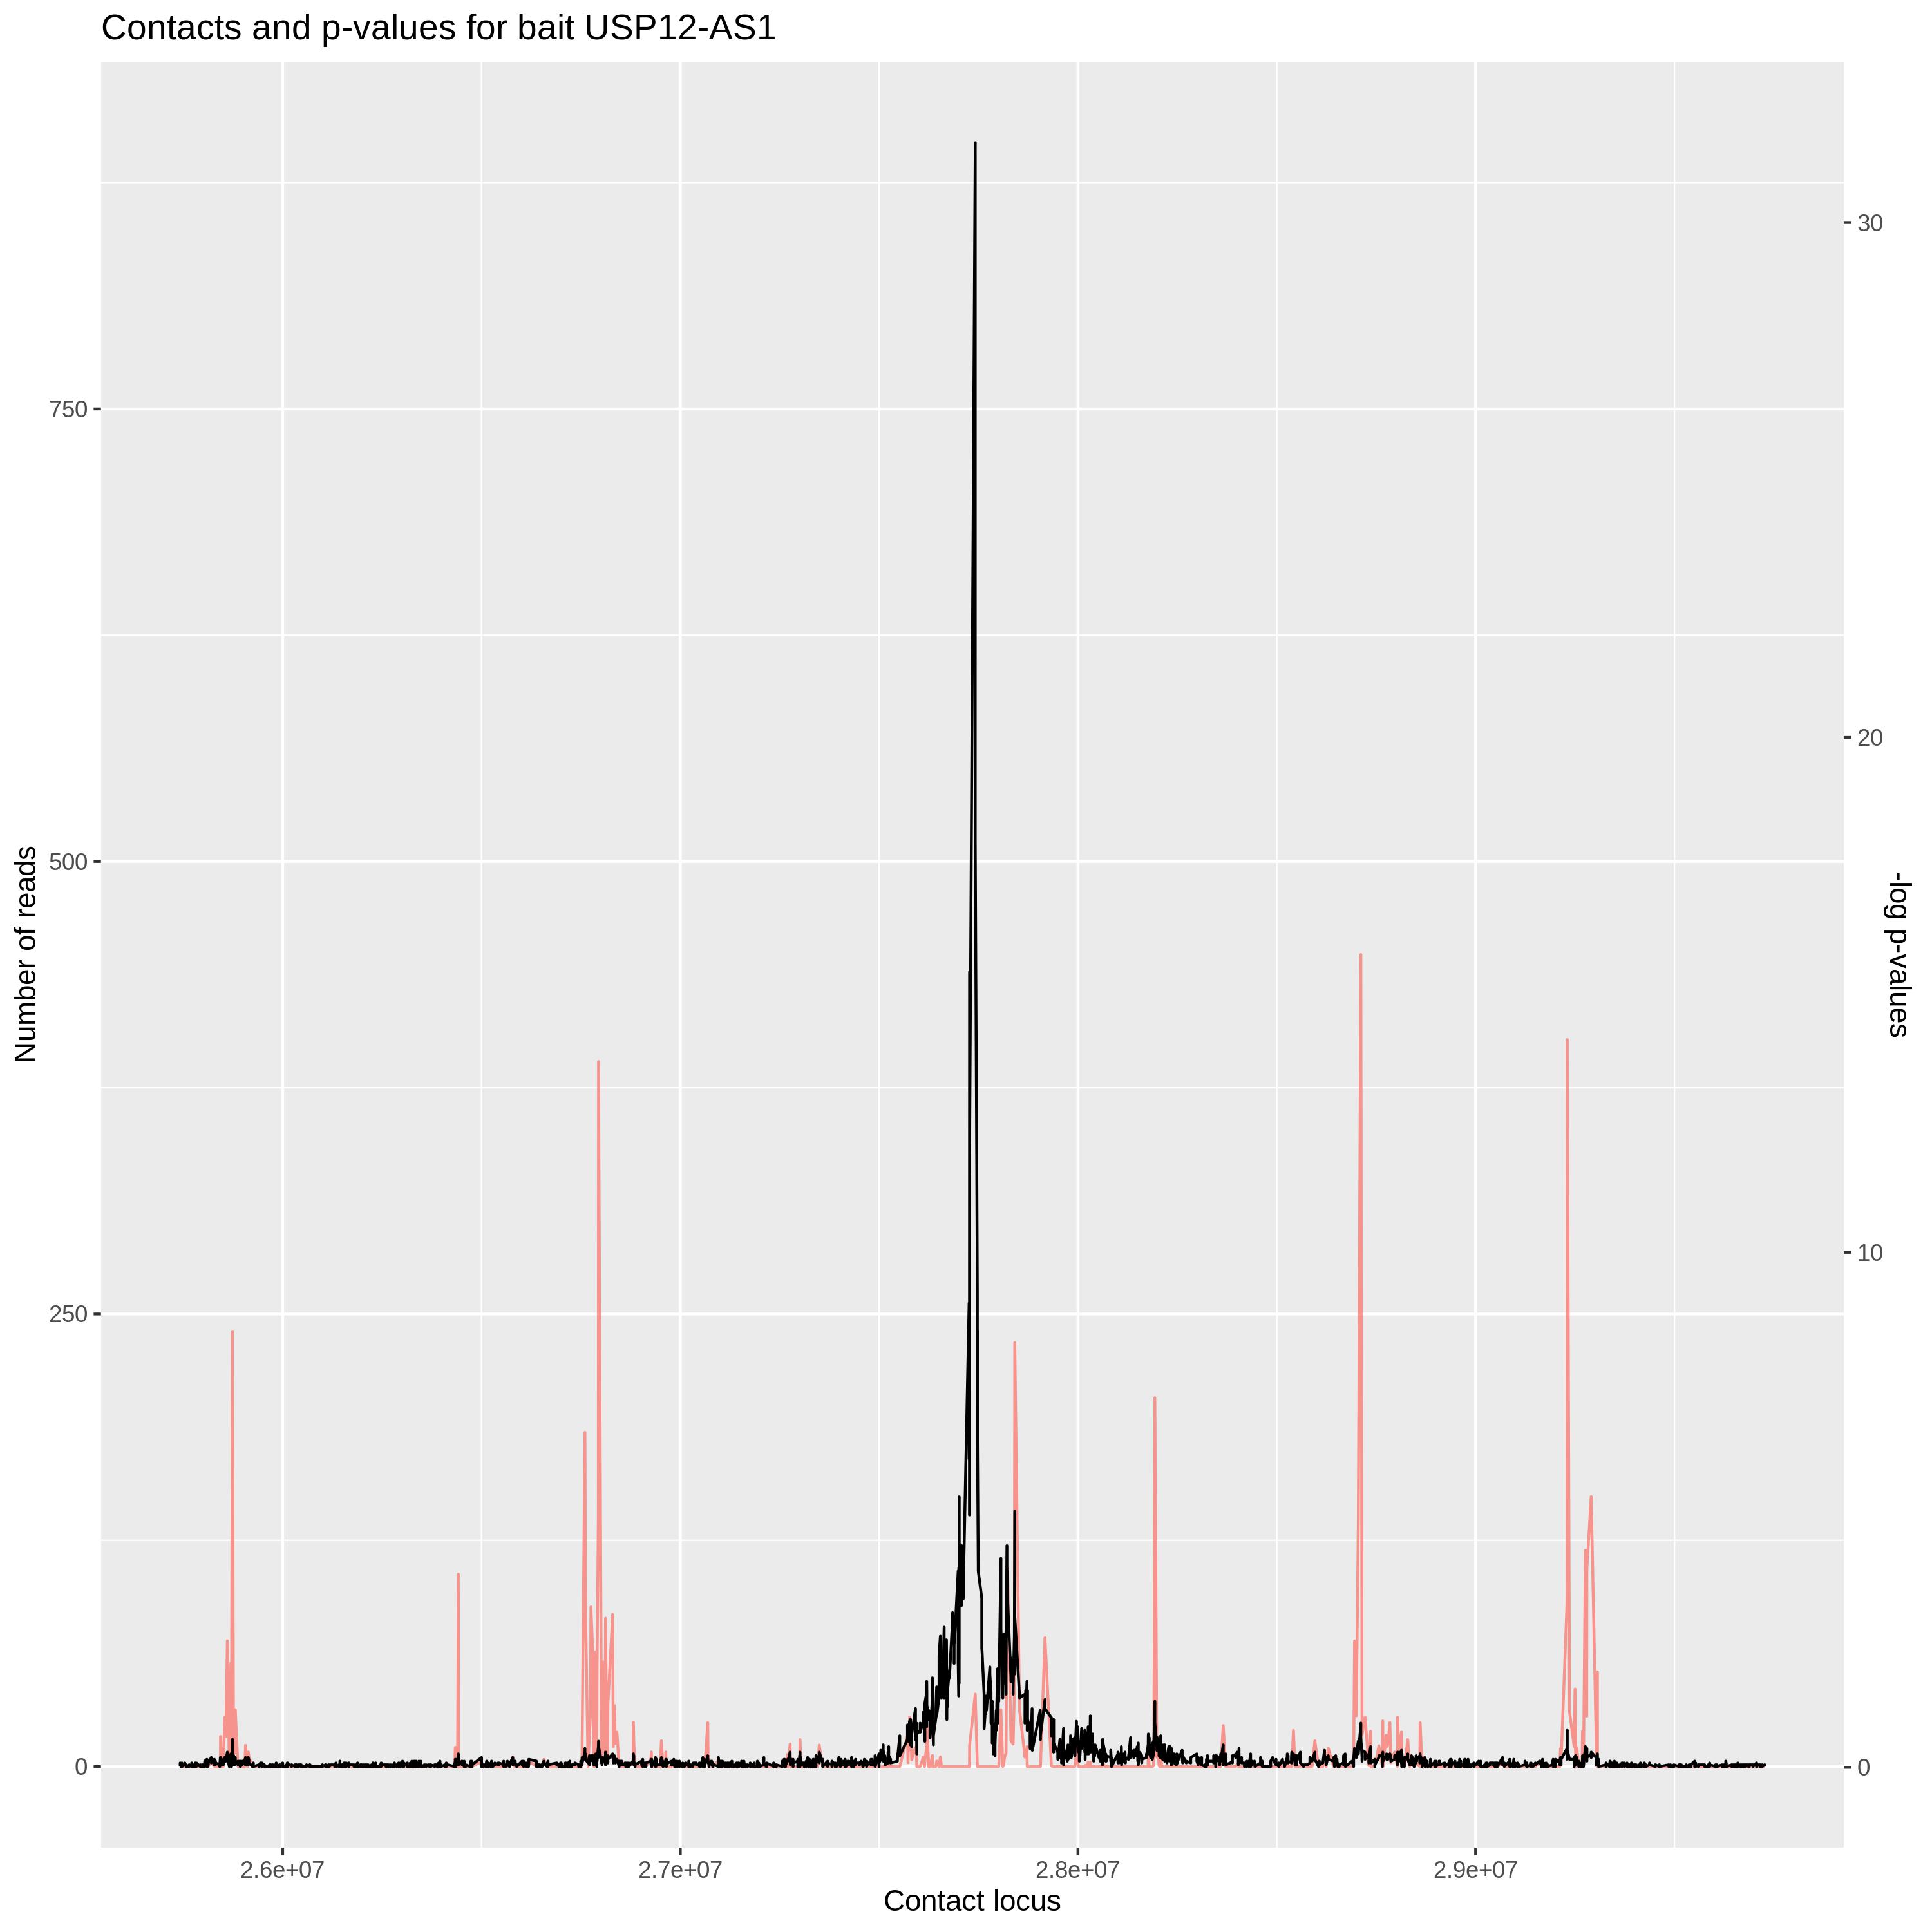 Contacts and p-values for bait USP12-AS1
Number of reads
750
500
250
0
30
20
10
0
-log p-values
2.6e+07 2.7e+07 2.8e+07 2.9e+07
Contact locus